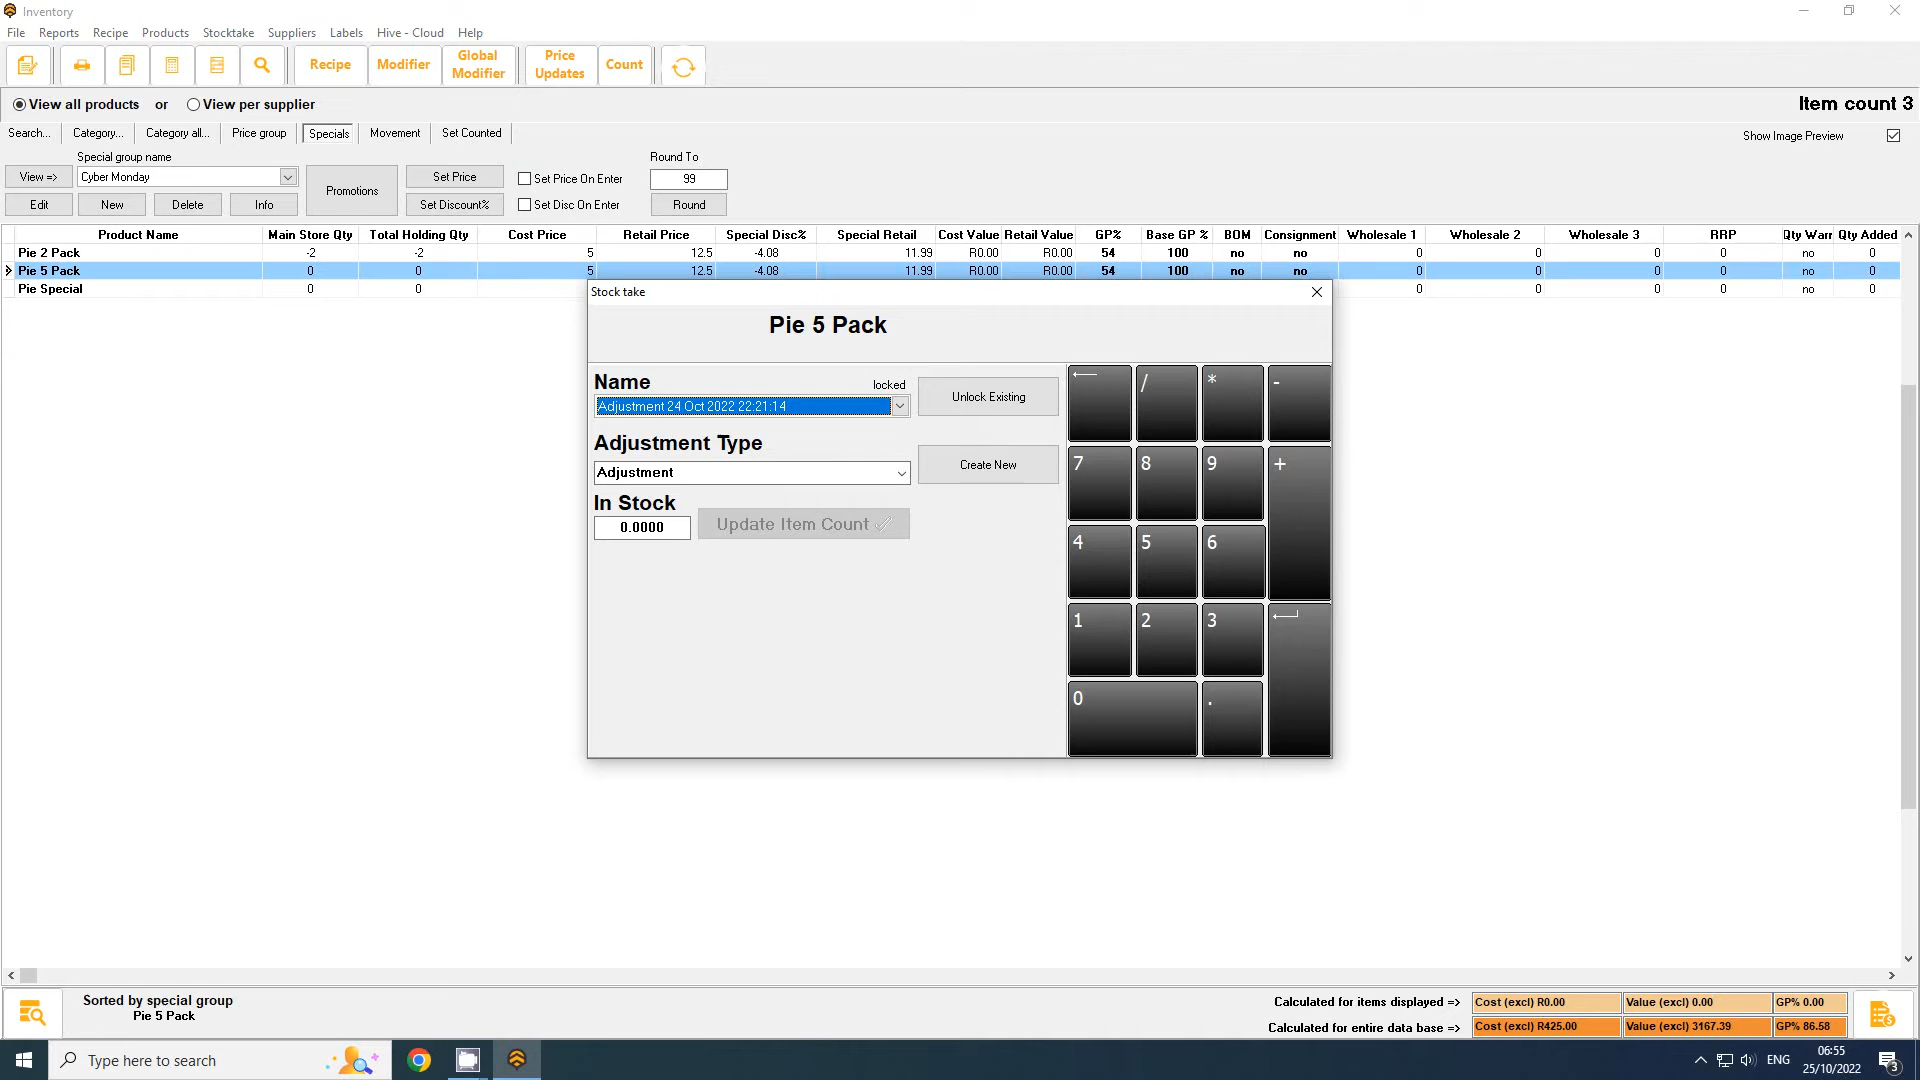 Inventory
File Reports Recipe Products Stocktake Suppliers Labels Hive - Cloud Help
Recipe Modifier Global Modifier Price Updates Count
View all products or View per supplier Item count 3
Search... Category... Category all... Price group Specials Movement Set Counted Show Image Preview
Special group name Round To
View => Cyber Monday Promotions Set Price Set Price On Enter 99
Edit New Delete Info Set Discount% Set Disc On Enter Round
Product Name Main Store Qty Total Holding Qty Cost Price Retail Price Special Disc% Special Retail Cost Value Retail Value GP% Base GP % BOM Consignment Wholesale 1 Wholesale 2 Wholesale 3 RRP Qty Warr Qty Added
Pie 2 Pack -2 -2 5 12.5 -4.08 11.99 R0.00 R0.00 54 100 no no 0 0 0 0 no 0
Pie 5 Pack 0 0 5 12.5 -4.08 11.99 R0.00 R0.00 54 100 no no 0 0 0 0 no 0
Pie Special 0 0 0 0 0 0 no 0
Stock take
Pie 5 Pack
Name locked
Adjustment 24 Oct 2022 22:21:14
Unlock Existing
Adjustment Type
Adjustment
Create New
In Stock
0.0000 Update Item Count
/ * -
7 8 9 +
4 5 6
1 2 3
0 .
Sorted by special group
Pie 5 Pack
Calculated for items displayed => Cost (excl) R0.00 Value (excl) 0.00 GP% 0.00
Calculated for entire data base => Cost (excl) R425.00 Value (excl) 3167.39 GP% 86.58
Type here to search
ENG
06:55
25/10/2022
3